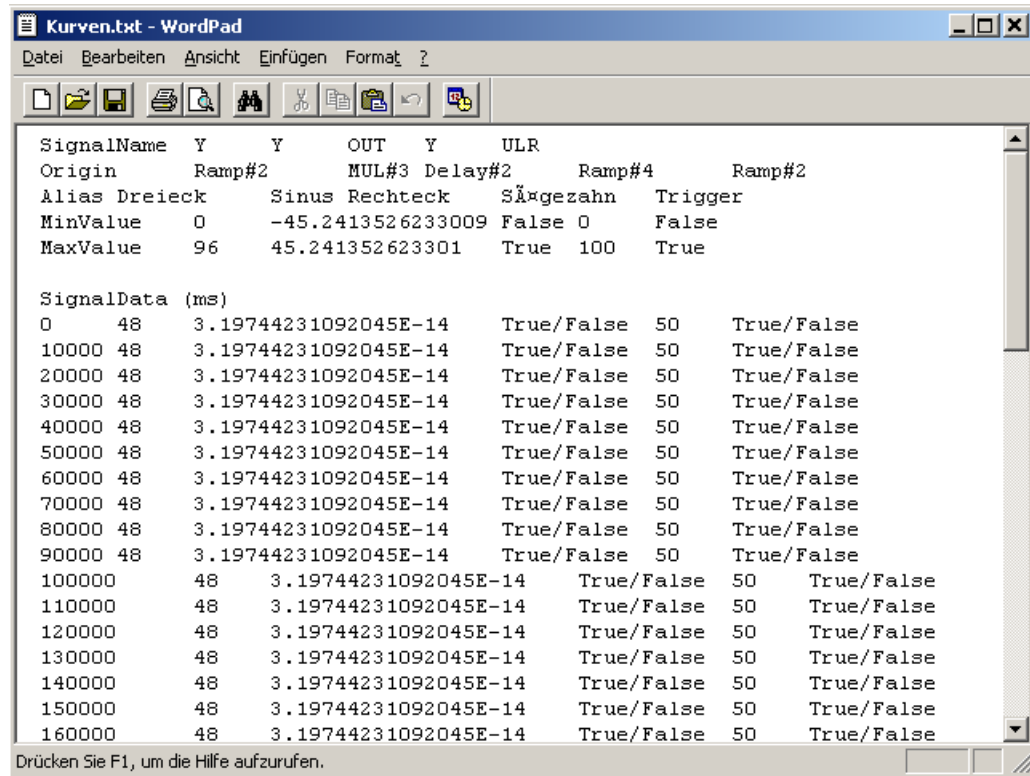 Kurven.txt - WordPad
Datei Bearbeiten Ansicht Einfügen Format ?
SignalName Y Y OUT Y ULR
Origin Ramp#2 MUL#3 Delay#2 Ramp#4 Ramp#2
Alias Dreieck Sinus Rechteck SÃ¤gezahn Trigger
MinValue 0 -45.2413526233009 False 0 False
MaxValue 96 45.241352623301 True 100 True
SignalData (ms)
0 48 3.19744231092045E-14 True/False 50 True/False
10000 48 3.19744231092045E-14 True/False 50 True/False
20000 48 3.19744231092045E-14 True/False 50 True/False
30000 48 3.19744231092045E-14 True/False 50 True/False
40000 48 3.19744231092045E-14 True/False 50 True/False
50000 48 3.19744231092045E-14 True/False 50 True/False
60000 48 3.19744231092045E-14 True/False 50 True/False
70000 48 3.19744231092045E-14 True/False 50 True/False
80000 48 3.19744231092045E-14 True/False 50 True/False
90000 48 3.19744231092045E-14 True/False 50 True/False
100000 48 3.19744231092045E-14 True/False 50 True/False
110000 48 3.19744231092045E-14 True/False 50 True/False
120000 48 3.19744231092045E-14 True/False 50 True/False
130000 48 3.19744231092045E-14 True/False 50 True/False
140000 48 3.19744231092045E-14 True/False 50 True/False
150000 48 3.19744231092045E-14 True/False 50 True/False
160000 48 3.19744231092045E-14 True/False 50 True/False
Drücken Sie F1, um die Hilfe aufzurufen.